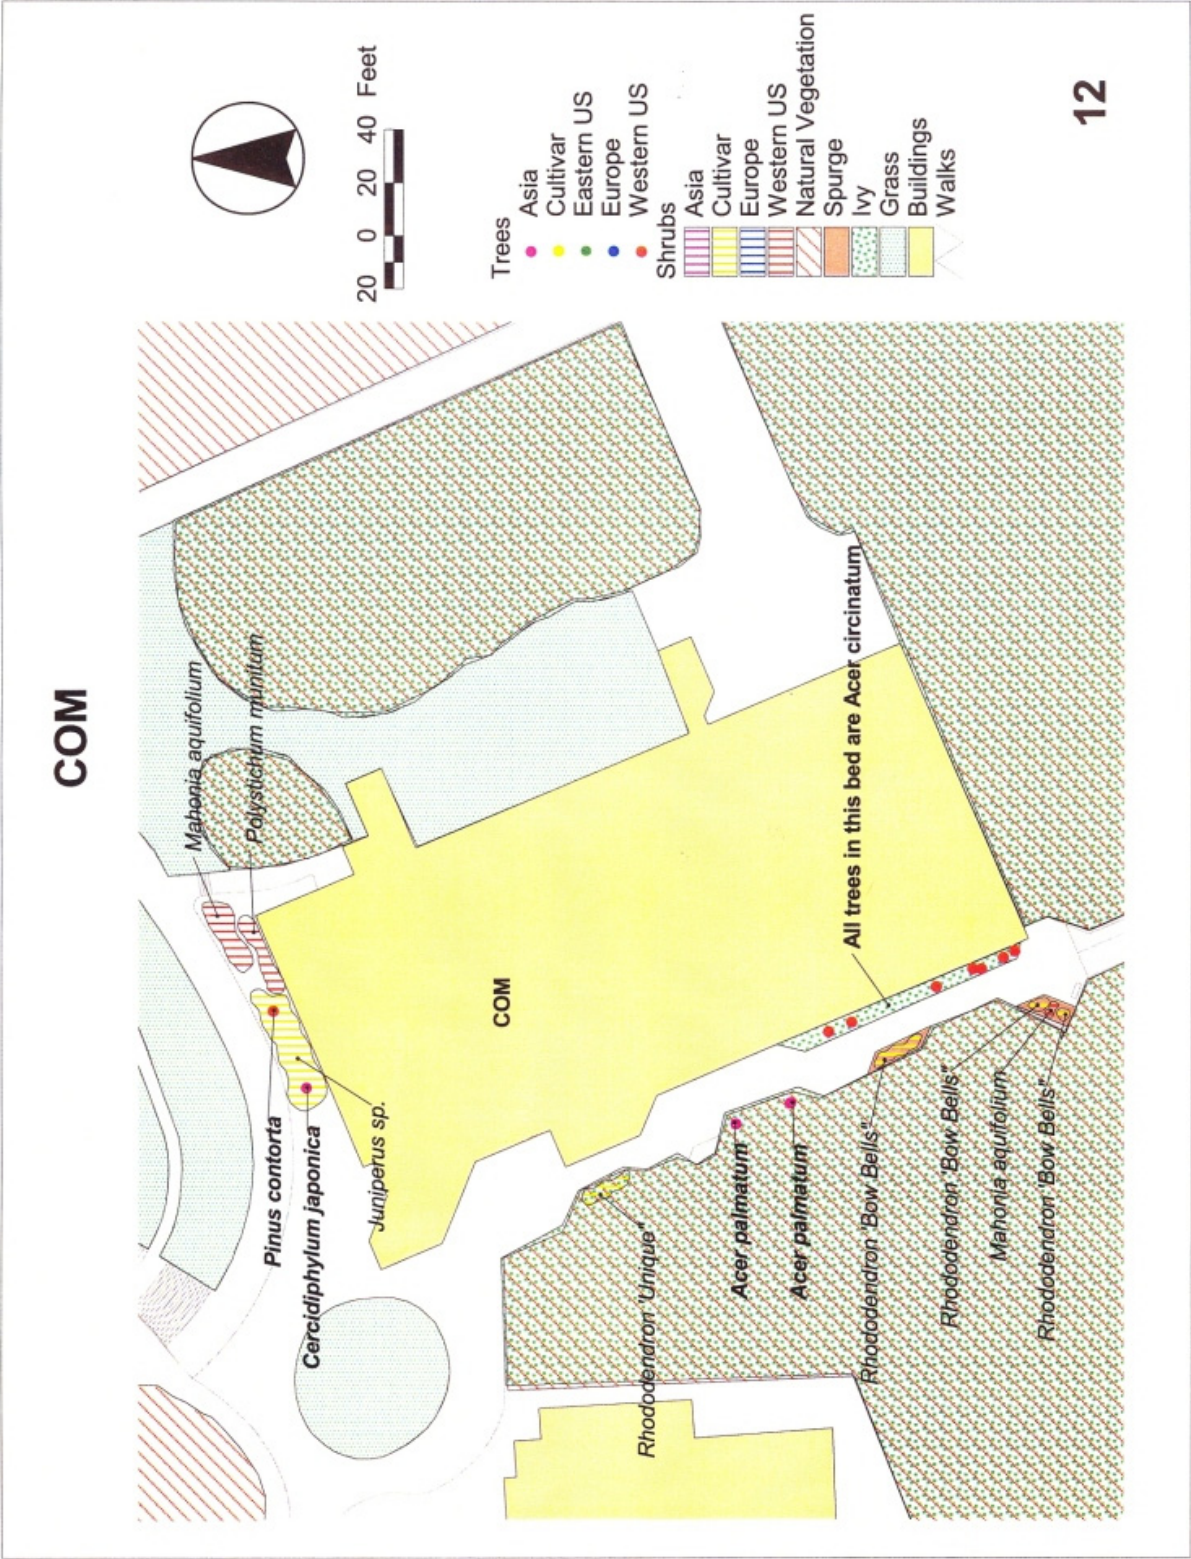 COM
Mahonia aquifolium
Polystichum munitum
Pinus contorta
Cercidiphylum japonica
Juniperus sp.
COM
All trees in this bed are Acer circinatum
Rhododendron 'Unique"
Acer palmatum
Acer palmatum
Rhododendron 'Bow Bells"
Rhododendron 'Bow Bells"
Mahonia aquifolium
Rhododendron 'Bow Bells"
20 0 20 40 Feet
Trees
Asia
Cultivar
Eastern US
Europe
Western US
Shrubs
Asia
Cultivar
Europe
Western US
Natural Vegetation
Spurge
Ivy
Grass
Buildings
Walks
12